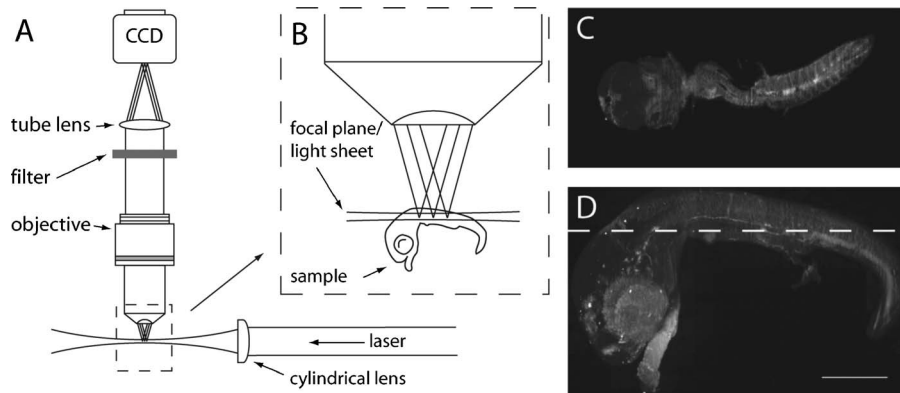 A
CCD
tube lens
filter
objective
laser
cylindrical lens
B
focal plane/
light sheet
sample
C
D